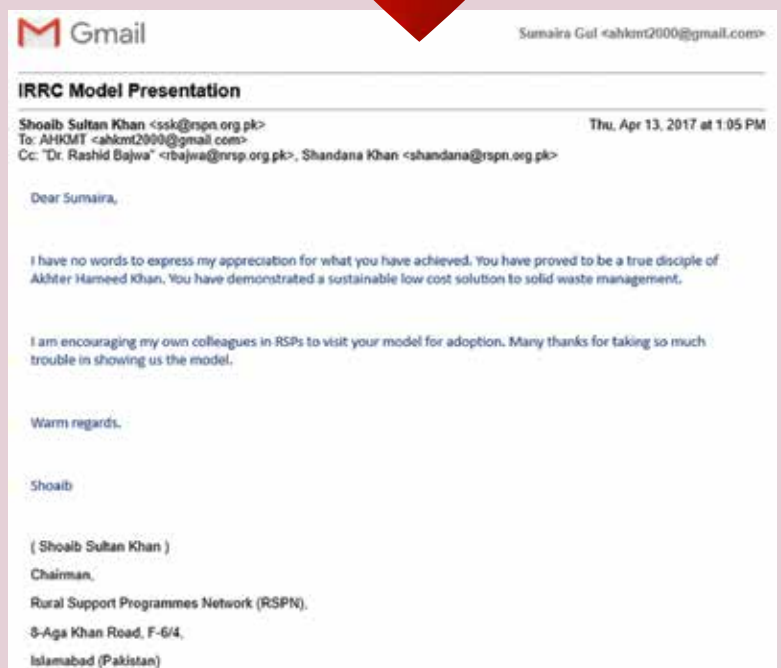 Gmail
Sumaira Gul <ahkmt2000@gmail.com>
IRRC Model Presentation
Shoaib Sultan Khan <ssk@rspn.org.pk>
Thu, Apr 13, 2017 at 1:05 PM
To: AHKMT <ahkmt2000@gmail.com>
Cc: "Dr. Rashid Bajwa" <rbajwa@nrsp.org.pk>, Shandana Khan <shandana@rspn.org.pk>
Dear Sumaira,
I have no words to express my appreciation for what you have achieved. You have proved to be a true disciple of
Akhter Hameed Khan. You have demonstrated a sustainable low cost solution to solid waste management.
I am encouraging my own colleagues in RSPs to visit your model for adoption. Many thanks for taking so much
trouble in showing us the model.
Warm regards.
Shoaib
( Shoaib Sultan Khan )
Chairman,
Rural Support Programmes Network (RSPN),
8-Aga Khan Road, F-6/4,
Islamabad (Pakistan)